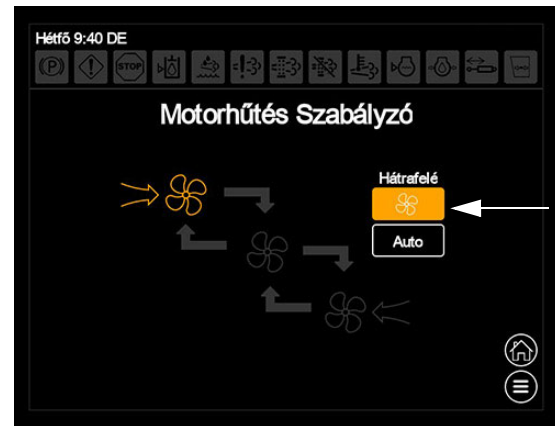 Hétfő 9:40 DE
P
STOP
Motorhűtés Szabályzó
Hátrafelé
Auto